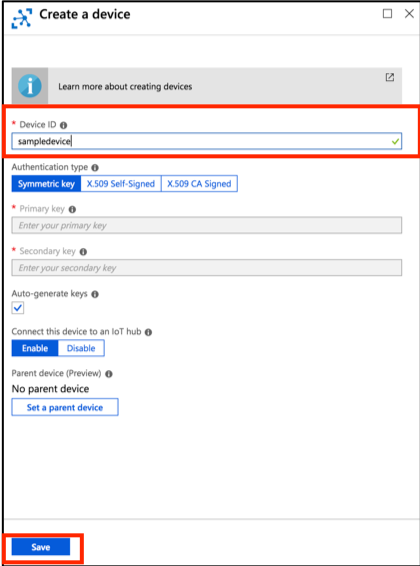 Create a device
Learn more about creating devices
* Device ID
sampledevice
Authentication type
Symmetric key X.509 Self-Signed X.509 CA Signed
* Primary key
Enter your primary key
* Secondary key
Enter your secondary key
Auto-generate keys
Connect this device to an IoT hub
Enable Disable
Parent device (Preview)
No parent device
Set a parent device
Save